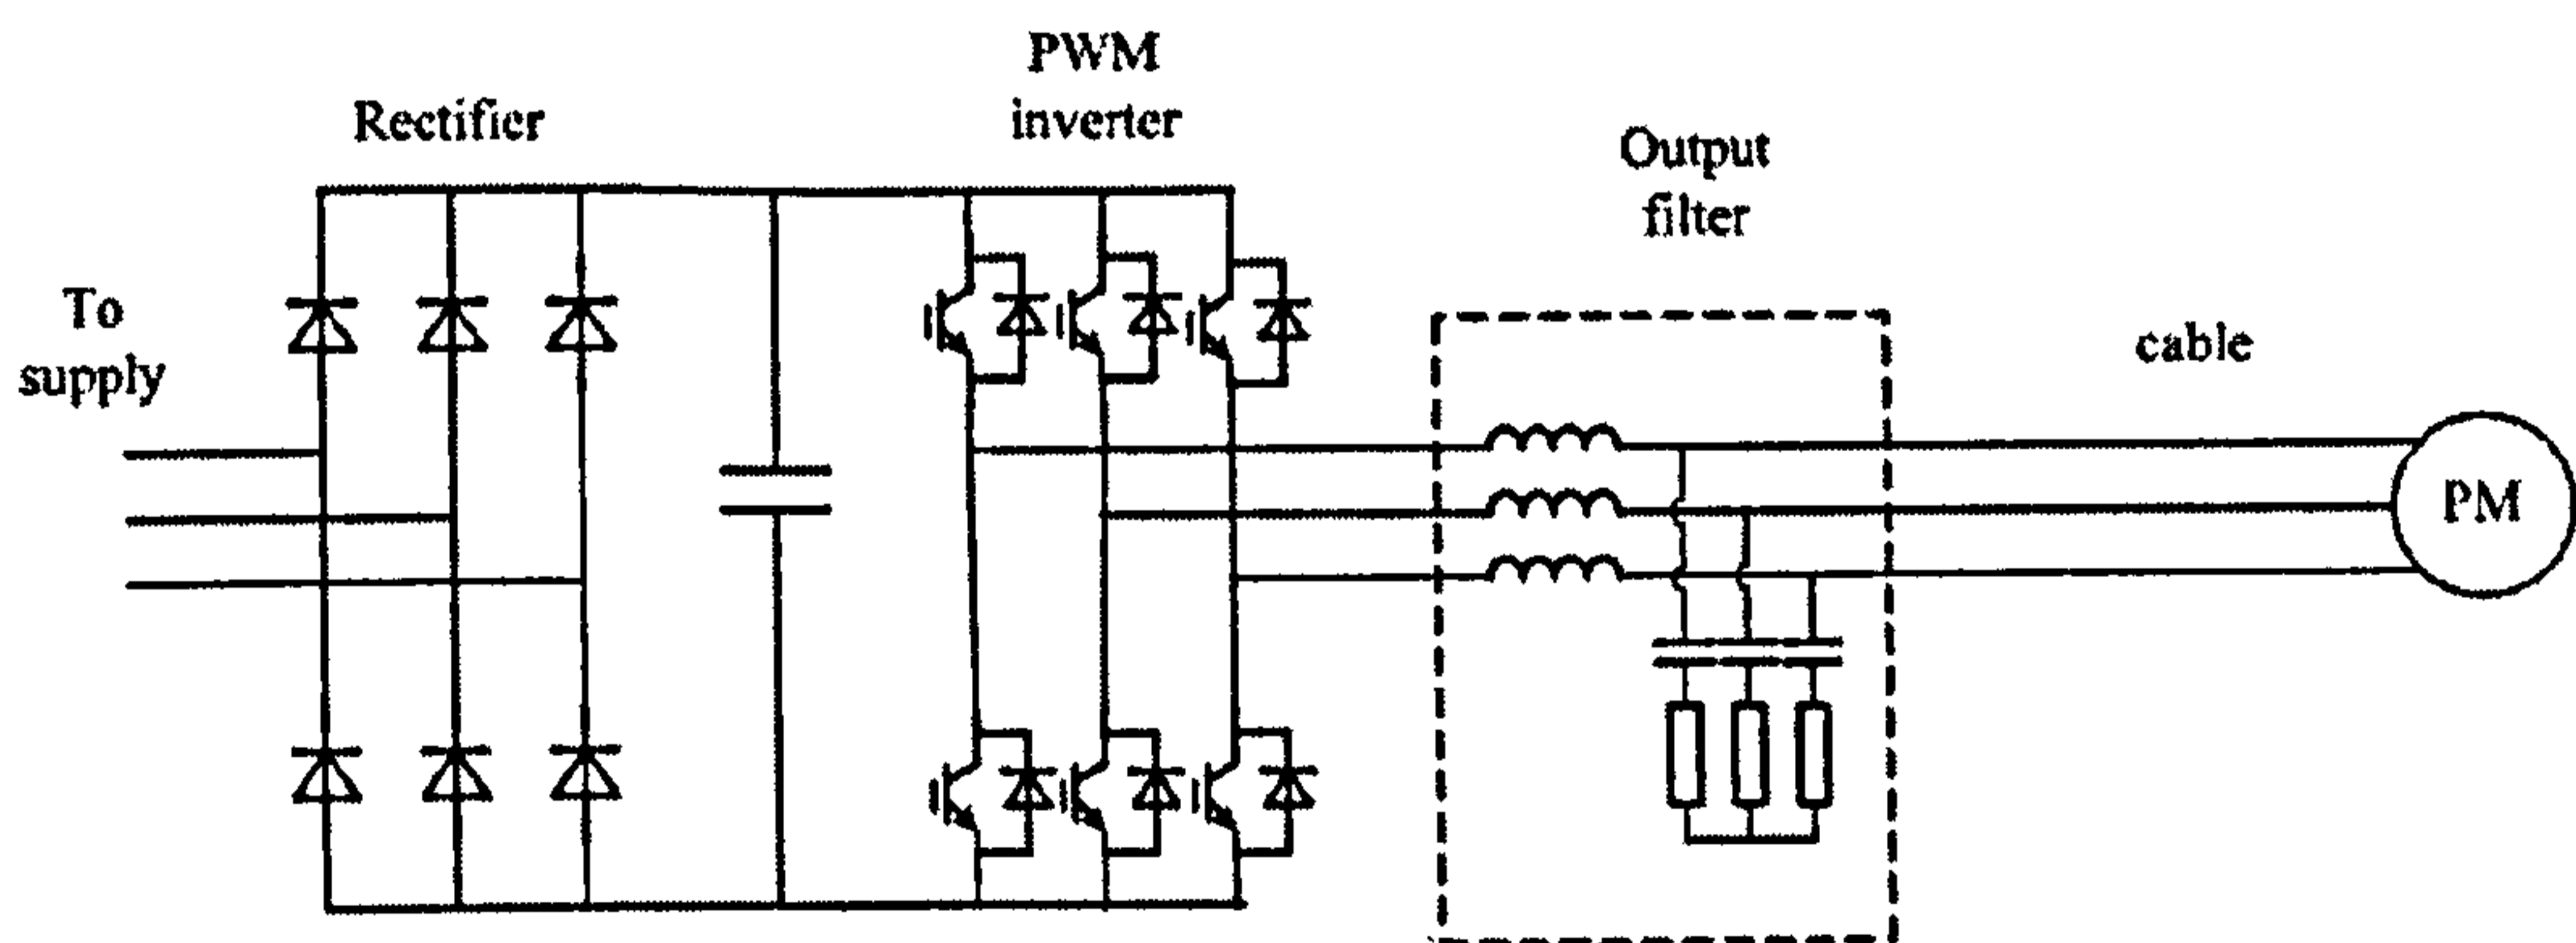 Rectifier
PWM
inverter
Output
filter
To
supply
cable
PM